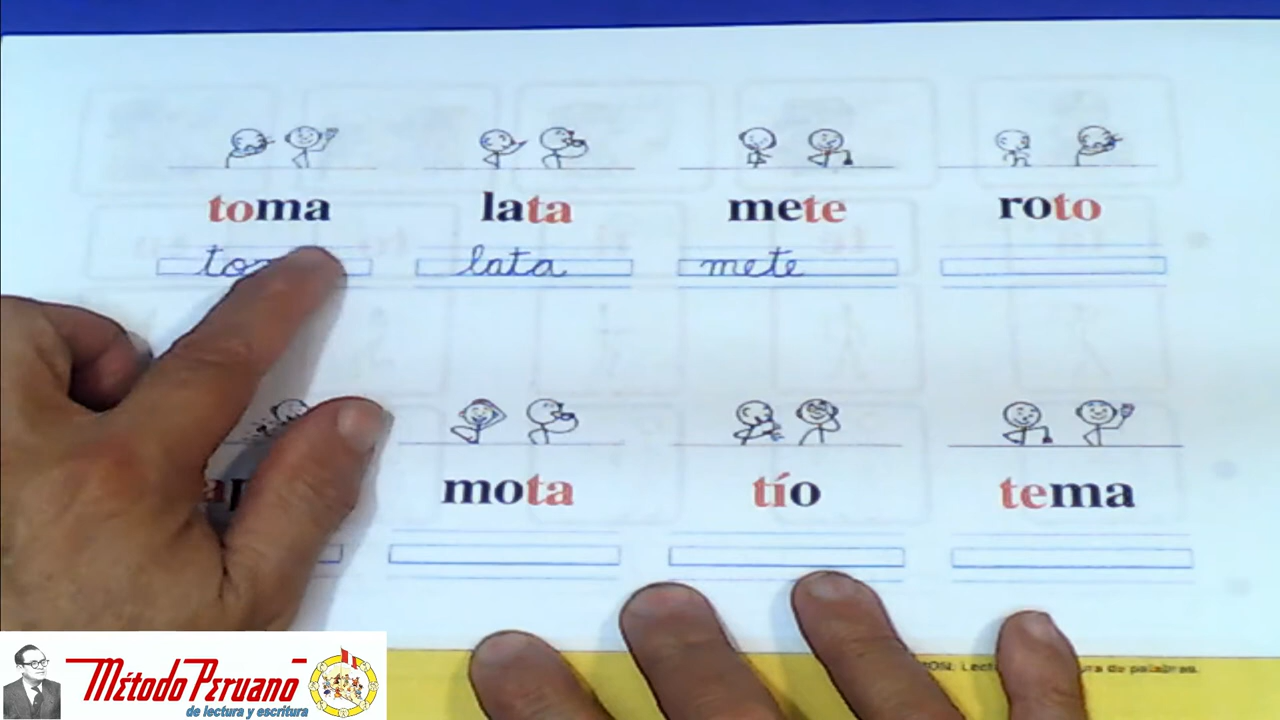 toma lata mete roto
lata mete
mota tío tema
Método Peruano
de lectura y escritura